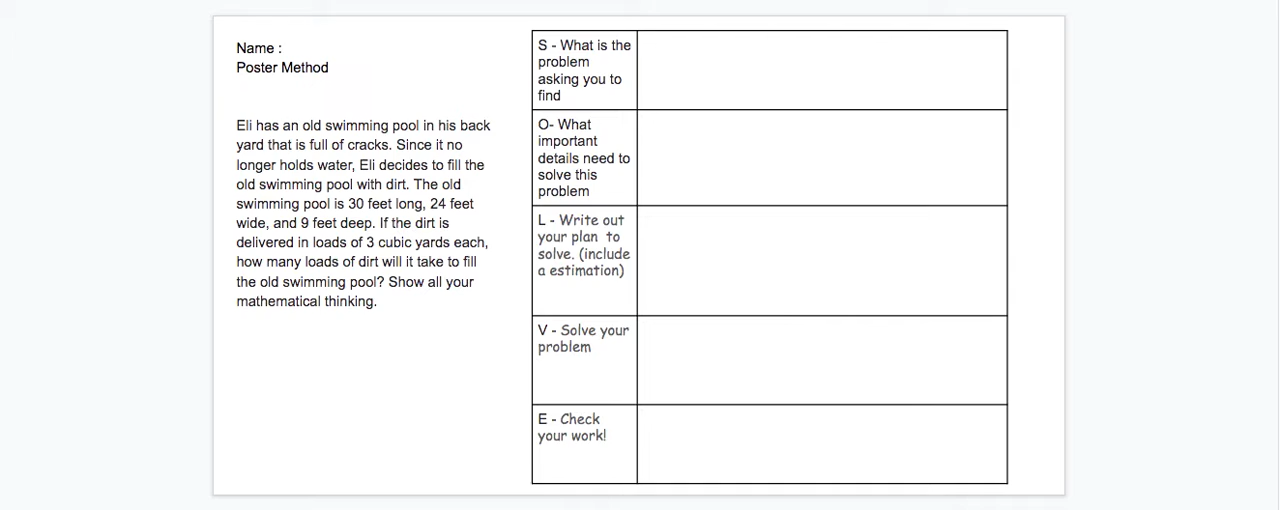 Name :
Poster Method
Eli has an old swimming pool in his back
yard that is full of cracks. Since it no
longer holds water, Eli decides to fill the
old swimming pool with dirt. The old
swimming pool is 30 feet long, 24 feet
wide, and 9 feet deep. If the dirt is
delivered in loads of 3 cubic yards each,
how many loads of dirt will it take to fill
the old swimming pool? Show all your
mathematical thinking.
S - What is the
problem
asking you to
find
O- What
important
details need to
solve this
problem
L - Write out
your plan to
solve. (include
a estimation)
V - Solve your
problem
E - Check
your work!